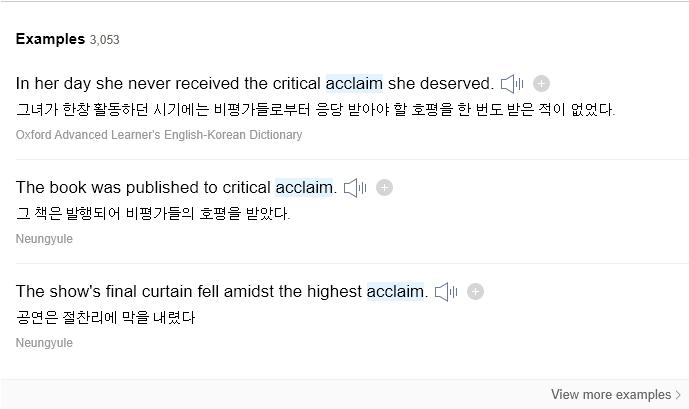 Examples 3,053
In her day she never received the critical acclaim she deserved.
그녀가 한창 활동하던 시기에는 비평가들로부터 응당 받아야 할 호평을 한 번도 받은 적이 없었다.
Oxford Advanced Learner's English-Korean Dictionary
The book was published to critical acclaim.
그 책은 발행되어 비평가들의 호평을 받았다.
Neungyule
The show's final curtain fell amidst the highest acclaim.
공연은 절찬리에 막을 내렸다
Neungyule
View more examples